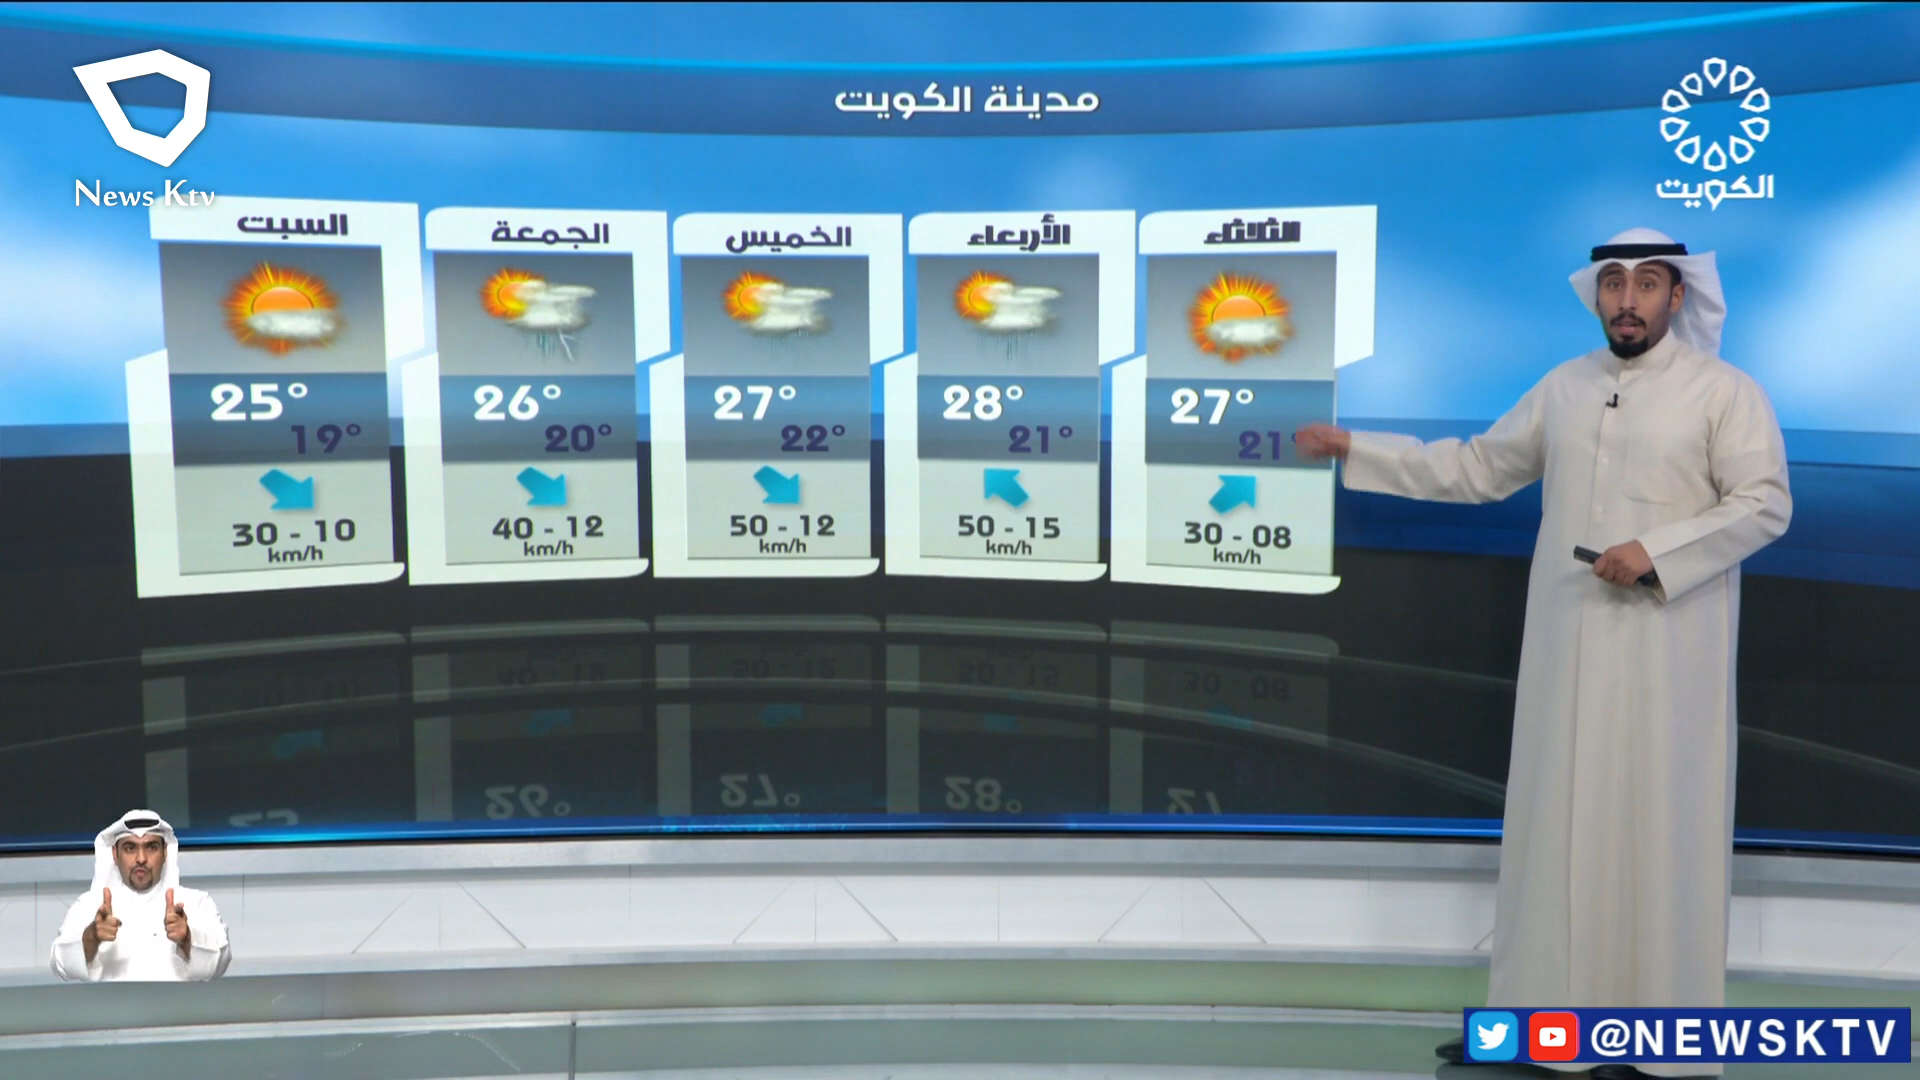 News Ktv
مدينة الكويت
الكويت
الثلاثاء
27°
21°
30 - 08
km/h
الأربعاء
28°
21°
50 - 15
km/h
الخميس
27°
22°
50 - 12
km/h
الجمعة
26°
20°
40 - 12
km/h
السبت
25°
19°
30 - 10
km/h
@NEWSKTV